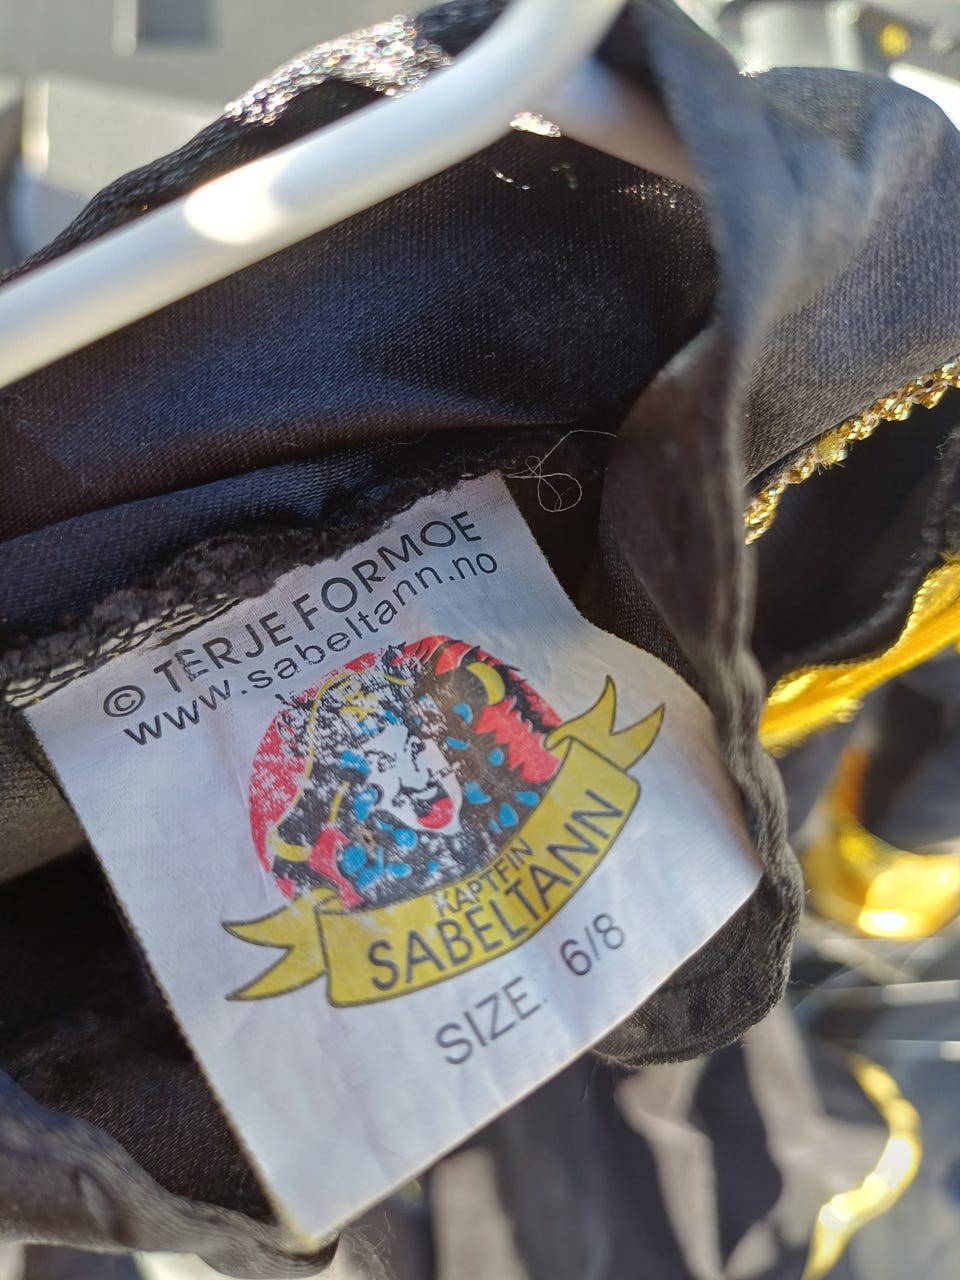 © TERJE FORMOE
www.sabeltann.no
KAPTEIN
SABELTANN
SIZE. 6/8